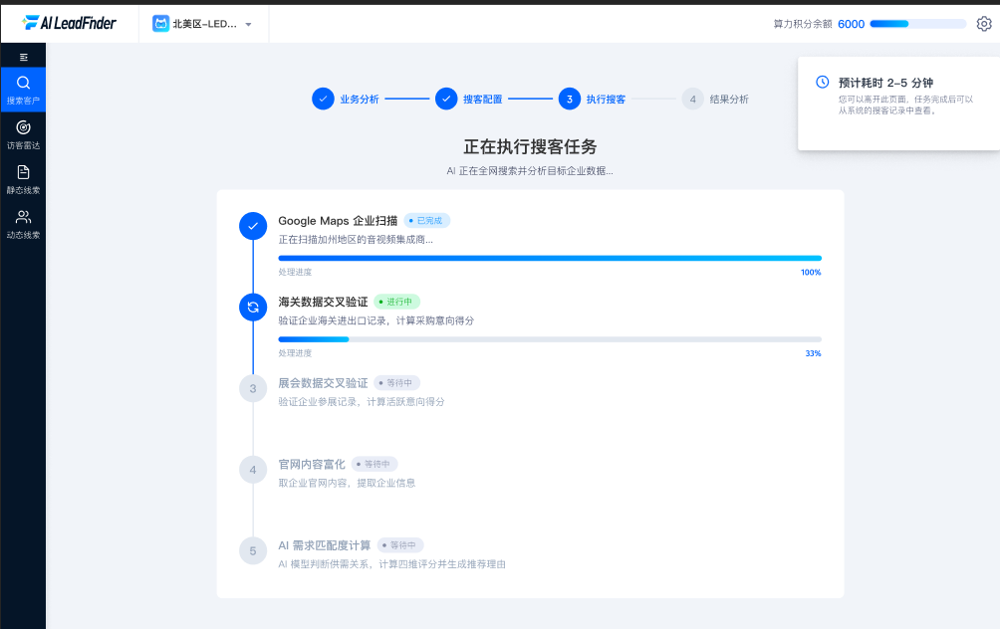 AI LeadFnder
北美区-LED...
算力积分余额 6000
搜索客户
访客雷达
静态线索
动态线索
业务分析
搜客配置
3 执行搜客
4 结果分析
预计耗时 2-5 分钟
您可以离开此页面，任务完成后可以
从系统的搜客记录中查看。
正在执行搜客任务
AI 正在全网搜索并分析目标企业数据...
Google Maps 企业扫描 已完成
正在扫描加州地区的音视频集成商...
处理进度 100%
海关数据交叉验证 进行中
验证企业海关进出口记录，计算采购意向得分
处理进度 33%
3 展会数据交叉验证 等待中
验证企业参展记录，计算活跃意向得分
4 官网内容富化 等待中
取企业官网内容，提取企业信息
5 AI 需求匹配度计算 等待中
AI 模型判断供需关系，计算四维评分并生成推荐理由